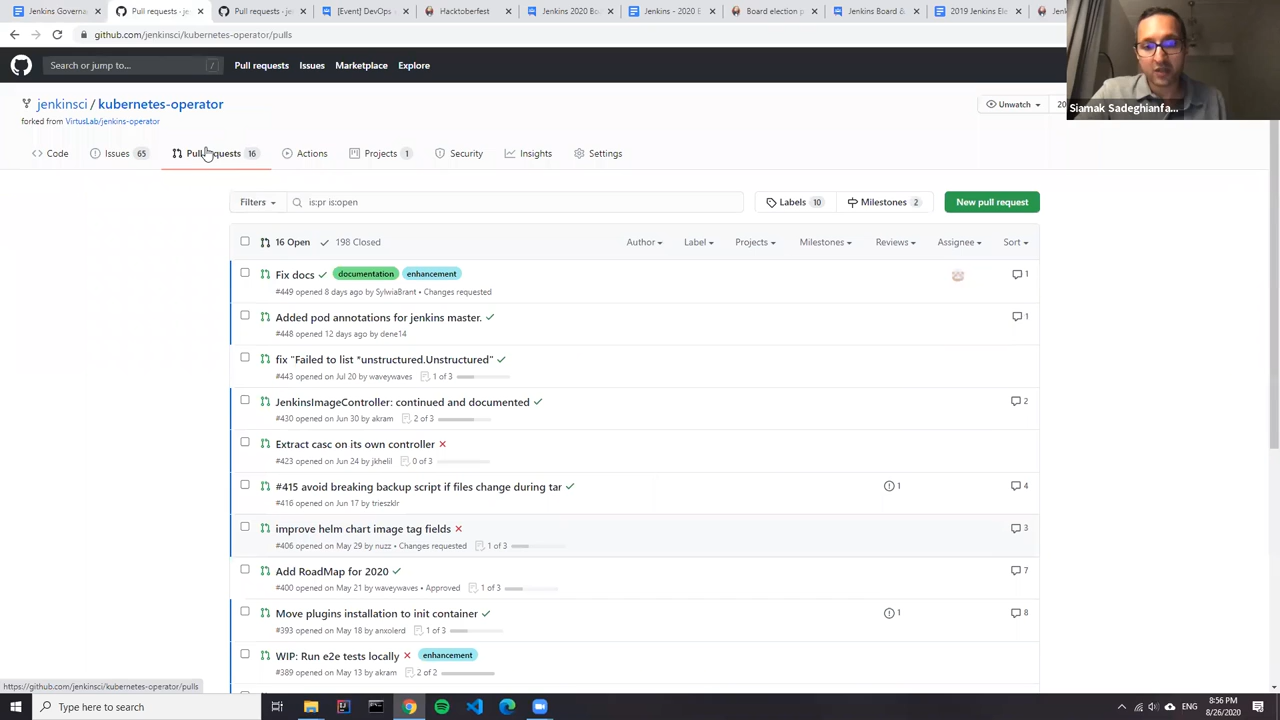 Jenkins Governa
Pull requests · je
Pull requests · je
[Event] DevOps
Hacktoberfest
Jenkins 2020 Boa
Jenkins - 2020 E
Board election p
Jenkins Board &
2019 Jenkins Ele
github.com/jenkinsci/kubernetes-operator/pulls
Search or jump to...
/
Pull requests
Issues
Marketplace
Explore
jenkinsci / kubernetes-operator
forked from VirtusLab/jenkins-operator
Unwatch
20
Siamak Sadeghianfa...
Code
Issues 65
Pull requests 16
Actions
Projects 1
Security
Insights
Settings
Filters
is:pr is:open
Labels 10
Milestones 2
New pull request
16 Open
198 Closed
Author
Label
Projects
Milestones
Reviews
Assignee
Sort
Fix docs documentation enhancement
1
#449 opened 8 days ago by SylwiaBrant • Changes requested
Added pod annotations for jenkins master.
1
#448 opened 12 days ago by dene14
fix "Failed to list *unstructured.Unstructured"
#443 opened on Jul 20 by waveywaves 1 of 3
JenkinsImageController: continued and documented
2
#430 opened on Jun 30 by akram 2 of 3
Extract casc on its own controller
#423 opened on Jun 24 by jkhelil 0 of 3
#415 avoid breaking backup script if files change during tar
1
4
#416 opened on Jun 17 by trieszklr
improve helm chart image tag fields
3
#406 opened on May 29 by nuzz • Changes requested 1 of 3
Add RoadMap for 2020
7
#400 opened on May 21 by waveywaves • Approved 1 of 3
Move plugins installation to init container
1
8
#393 opened on May 18 by anxolerd 1 of 3
WIP: Run e2e tests locally enhancement
#389 opened on May 13 by akram 2 of 2
https://github.com/jenkinsci/kubernetes-operator/pulls
Type here to search
8:56 PM
8/26/2020